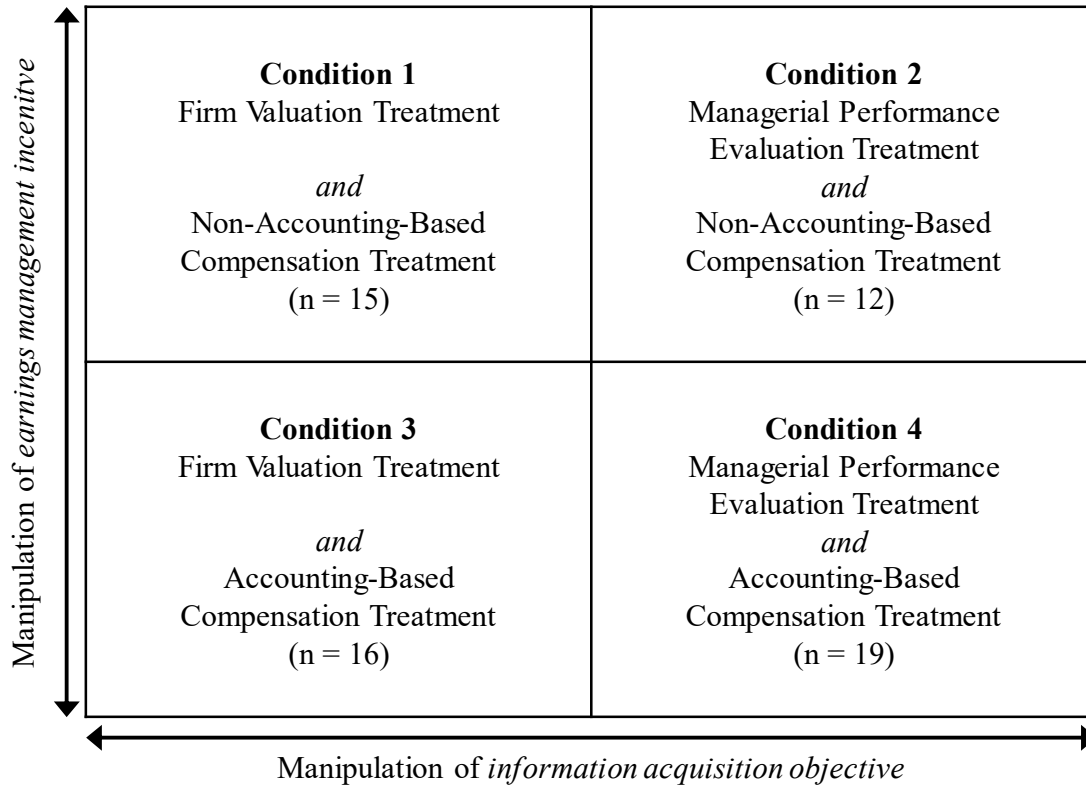 Manipulation of earnings management incenitve
Condition 1
Firm Valuation Treatment
and
Non-Accounting-Based
Compensation Treatment
(n = 15)
Condition 2
Managerial Performance
Evaluation Treatment
and
Non-Accounting-Based
Compensation Treatment
(n = 12)
Condition 3
Firm Valuation Treatment
and
Accounting-Based
Compensation Treatment
(n = 16)
Condition 4
Managerial Performance
Evaluation Treatment
and
Accounting-Based
Compensation Treatment
(n = 19)
Manipulation of information acquisition objective